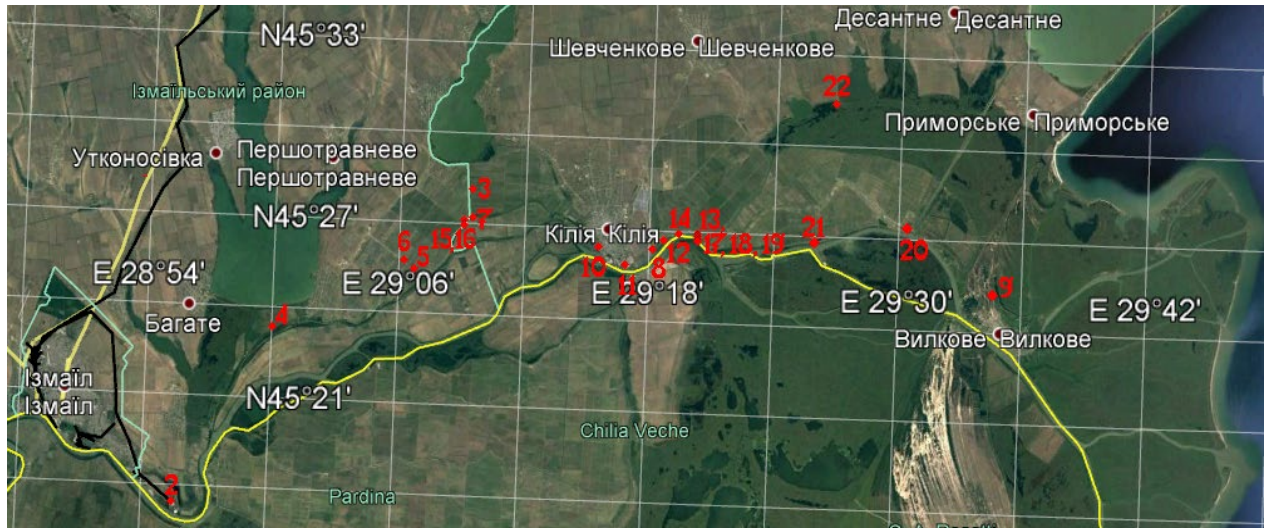 Десантне Десантне
N45°33'
Шевченкове Шевченкове
Ізмаїльський район
22
Приморське Приморське
Утконосівка
Першотравневе
Першотравневе
3
N45°27'
7
14 13
Кілія Кілія
15 16
6
5
10
11
8
12
17 18 19
21
20
E 28°54'
E 29°06'
E 29°18'
E 29°30'
E 29°42'
9
4
Багате
Вилкове Вилкове
Ізмаїл
Ізмаїл
N45°21'
Chilia Veche
Pardina